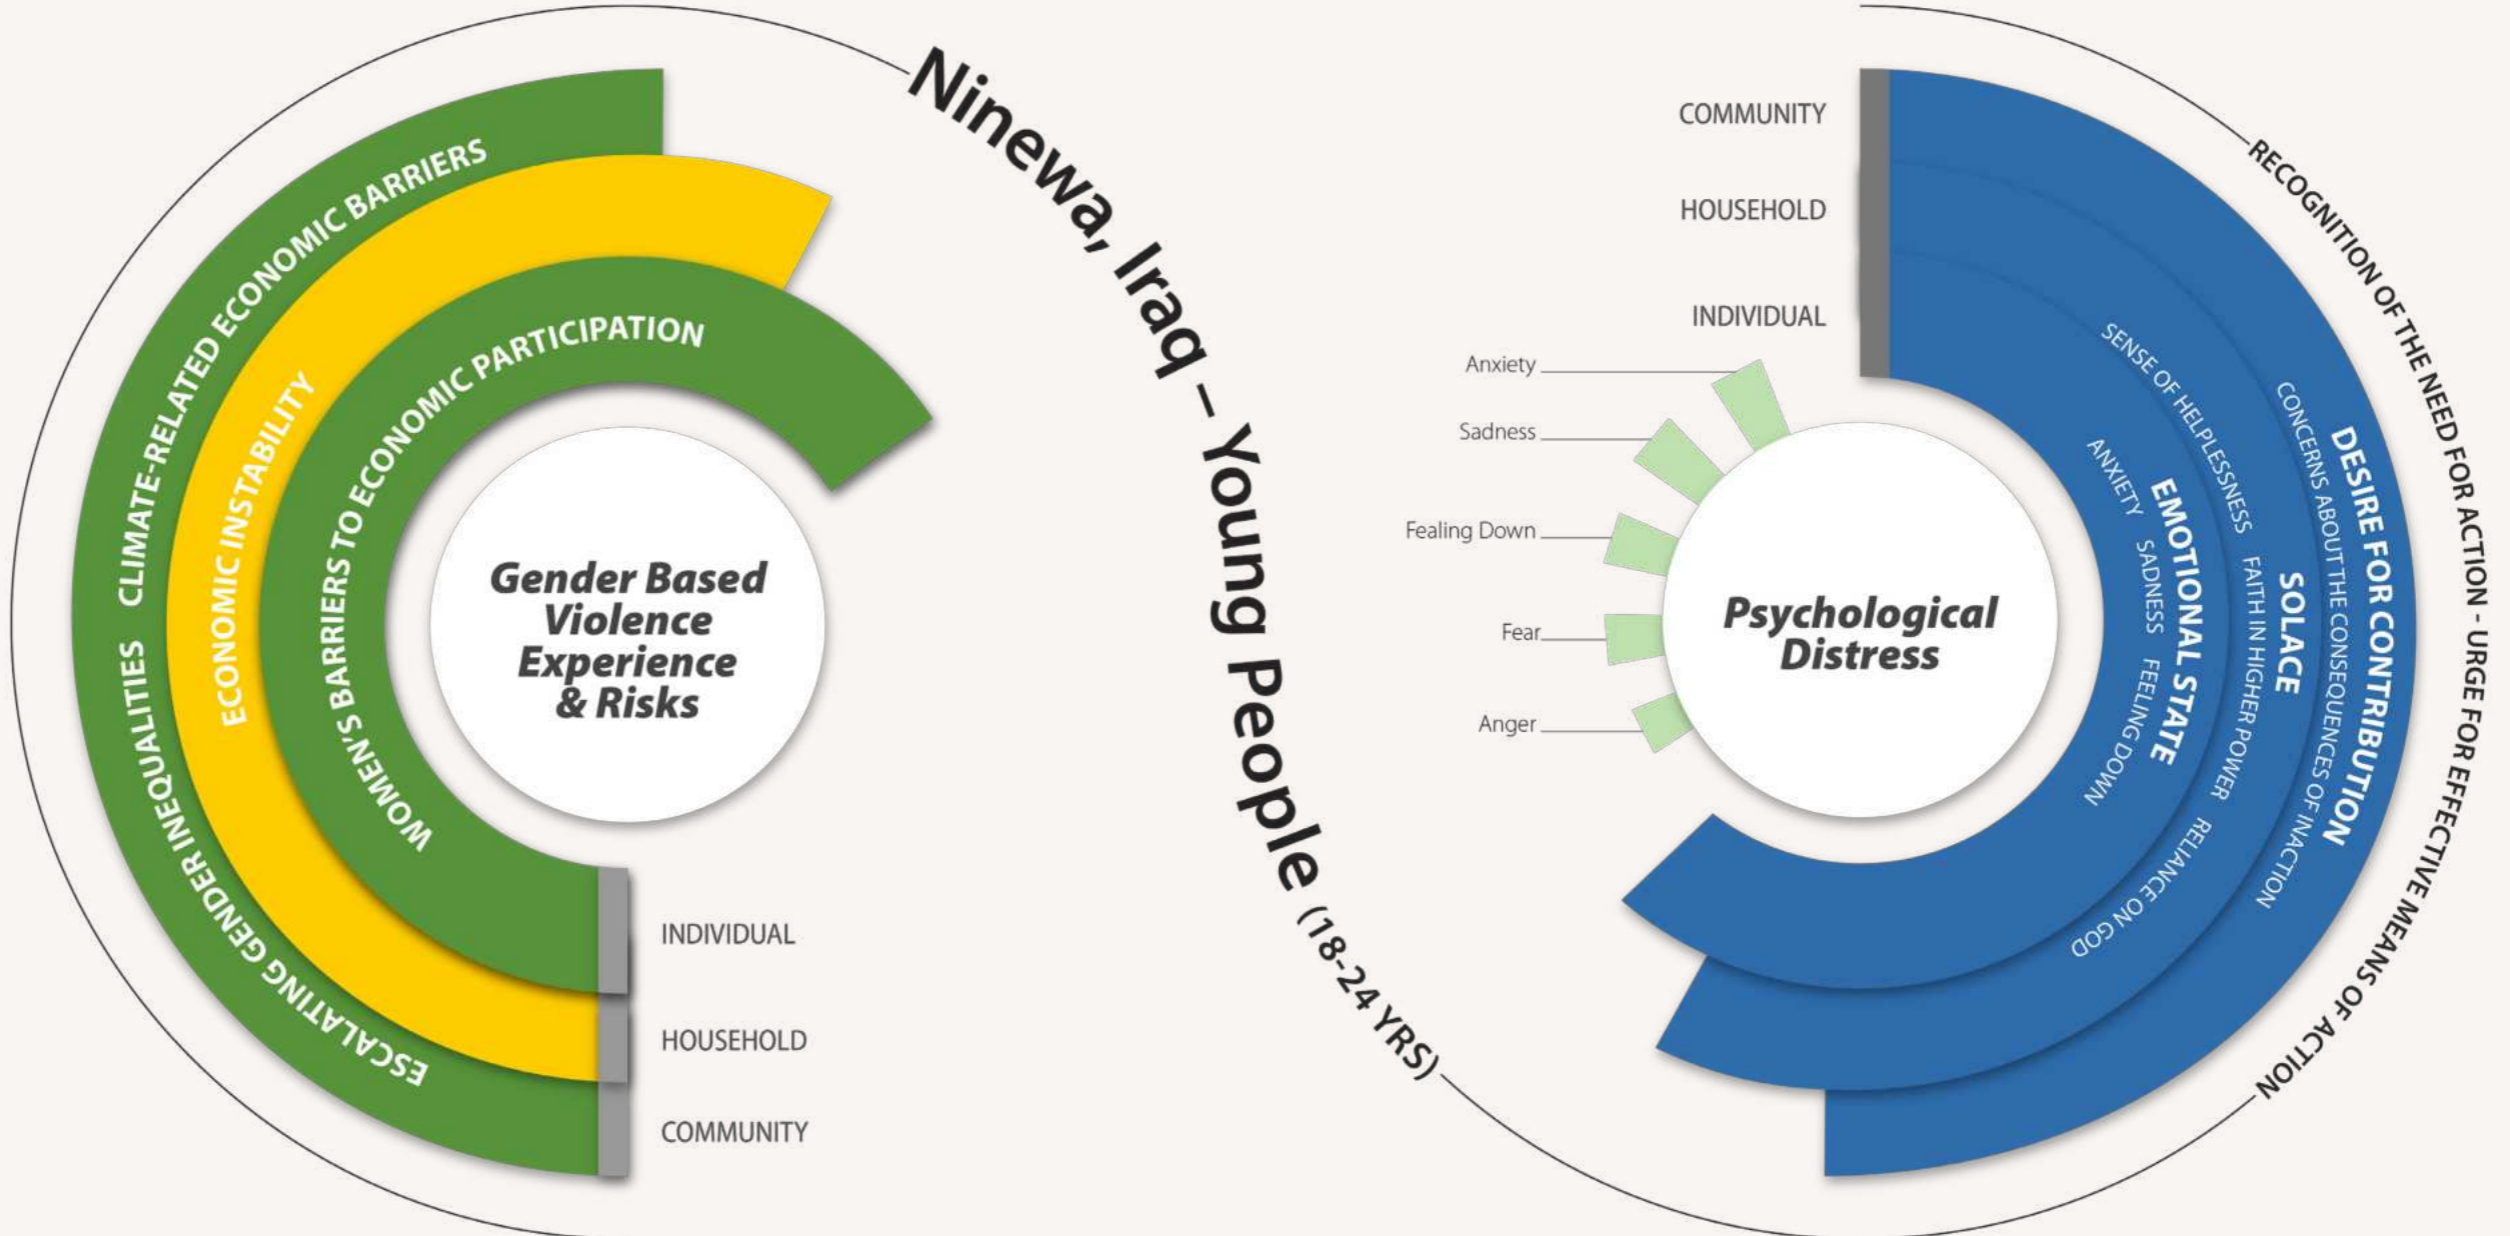 Ninewa, Iraq – Young People (18-24 YRS)
ESCALATING GENDER INEQUALITIES CLIMATE-RELATED ECONOMIC BARRIERS
ECONOMIC INSTABILITY
WOMEN'S BARRIERS TO ECONOMIC PARTICIPATION
Gender Based
Violence
Experience
& Risks
INDIVIDUAL
HOUSEHOLD
COMMUNITY
COMMUNITY
HOUSEHOLD
INDIVIDUAL
Anxiety
Sadness
Fealing Down
Fear
Anger
Psychological
Distress
EMOTIONAL STATE
ANXIETY SADNESS FEELING DOWN
SOLACE
SENSE OF HELPLESSNESS FAITH IN HIGHER POWER RELIANCE ON GOD
DESIRE FOR CONTRIBUTION
CONCERNS ABOUT THE CONSEQUENCES OF INACTION
RECOGNITION OF THE NEED FOR ACTION - URGE FOR EFFECTIVE MEANS OF ACTION